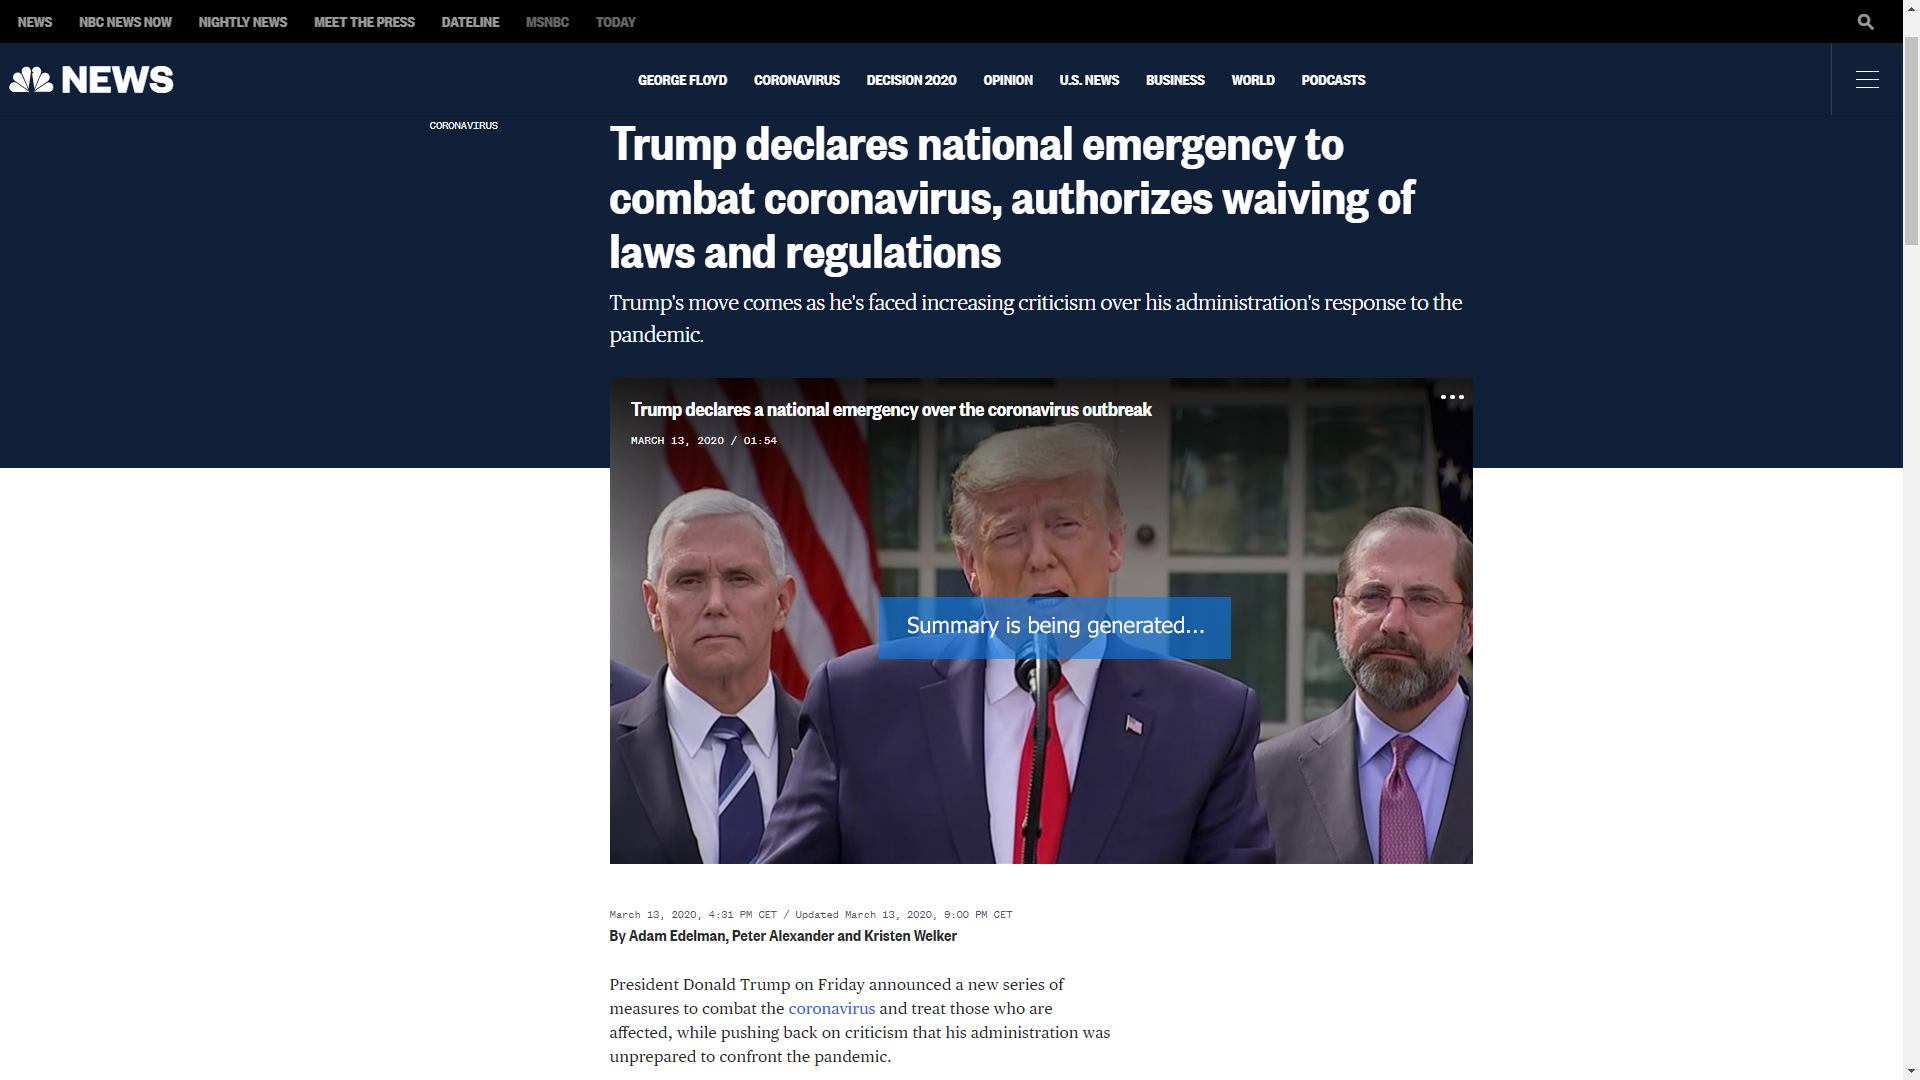 NEWS NBC NEWS NOW NIGHTLY NEWS MEET THE PRESS DATELINE MSNBC TODAY
NEWS
GEORGE FLOYD CORONAVIRUS DECISION 2020 OPINION U.S. NEWS BUSINESS WORLD PODCASTS
CORONAVIRUS
Trump declares national emergency to
combat coronavirus, authorizes waiving of
laws and regulations
Trump's move comes as he's faced increasing criticism over his administration's response to the
pandemic.
Trump declares a national emergency over the coronavirus outbreak
MARCH 13, 2020 / 01:54
Summary is being generated...
March 13, 2020, 4:31 PM CET / Updated March 13, 2020, 9:00 PM CET
By Adam Edelman, Peter Alexander and Kristen Welker
President Donald Trump on Friday announced a new series of
measures to combat the coronavirus and treat those who are
affected, while pushing back on criticism that his administration was
unprepared to confront the pandemic.